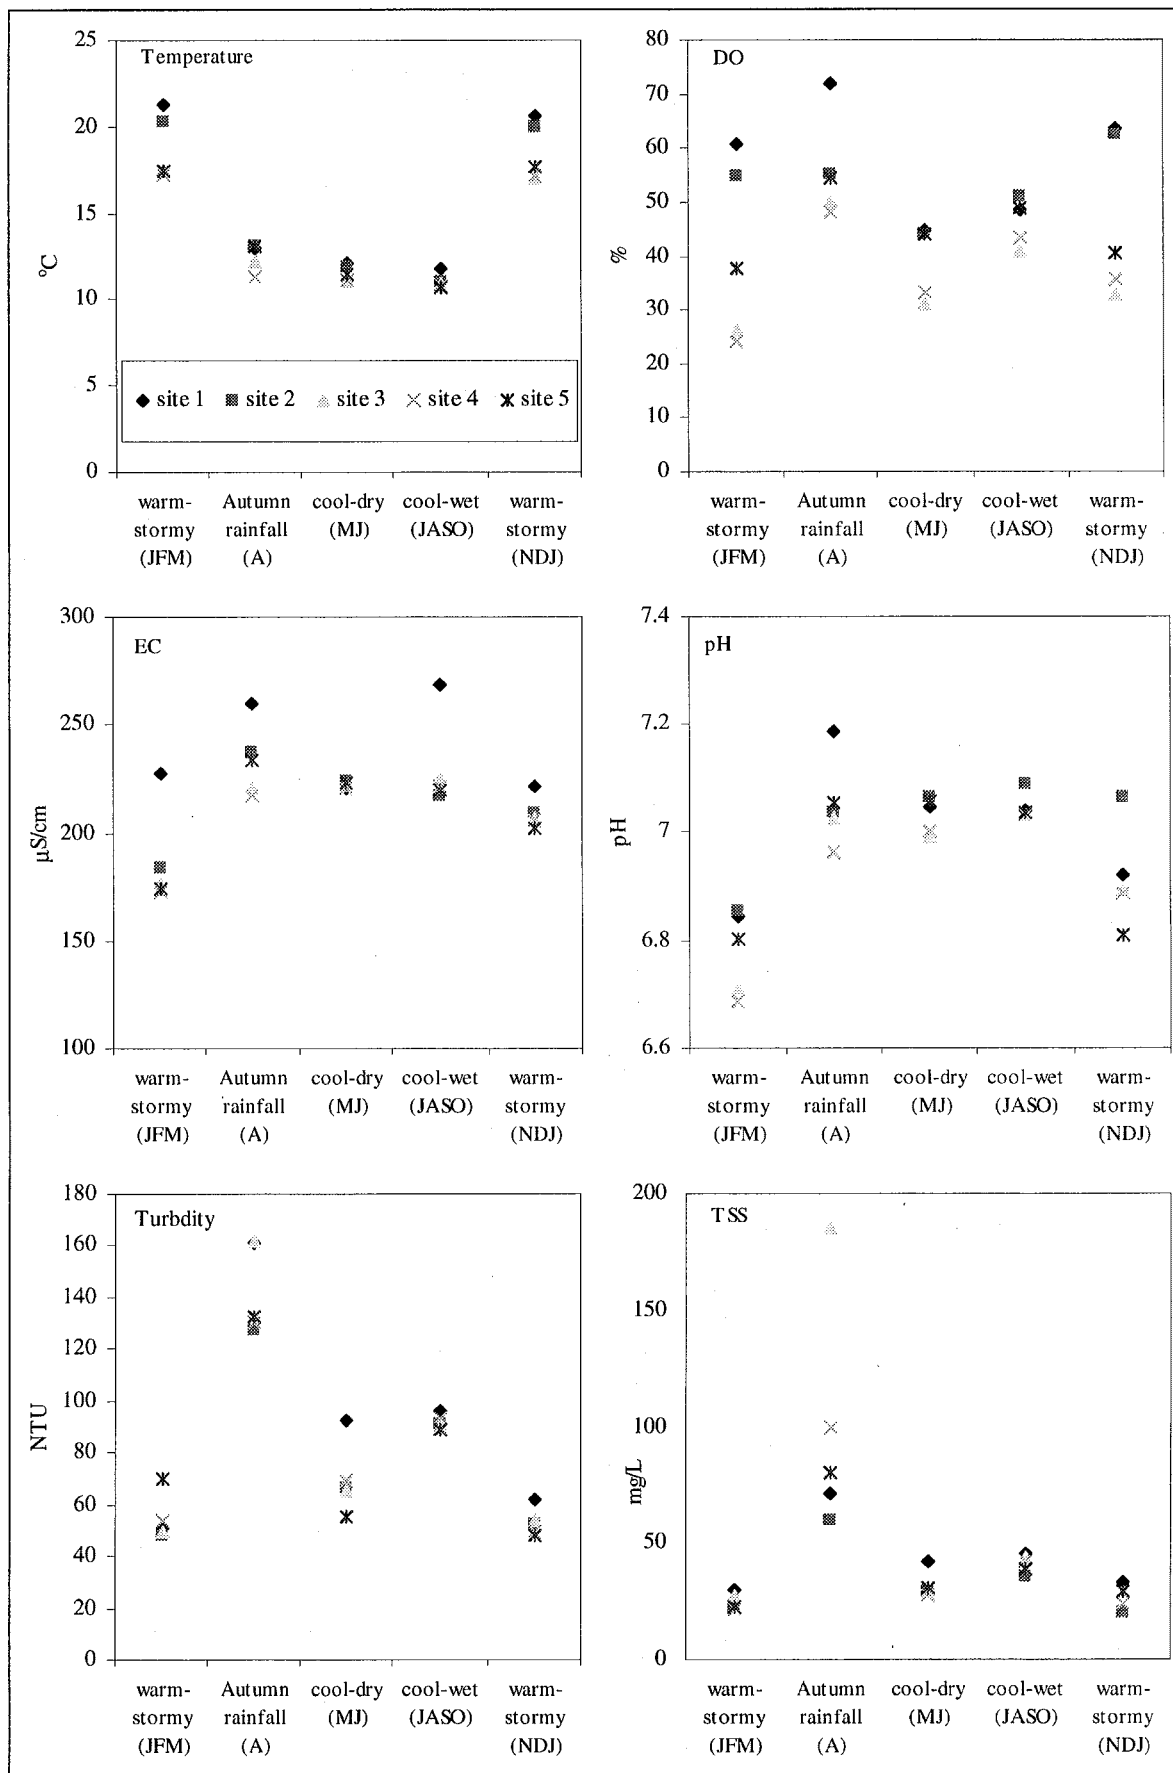 Temperature
25
20
15
10
5
0
°C
site 1 site 2 site 3 site 4 site 5
warm-stormy (JFM) Autumn rainfall (A) cool-dry (MJ) cool-wet (JASO) warm-stormy (NDJ)
DO
80
70
60
50
40
30
20
10
0
%
warm-stormy (JFM) Autumn rainfall (A) cool-dry (MJ) cool-wet (JASO) warm-stormy (NDJ)
EC
300
250
200
150
100
µS/cm
warm-stormy (JFM) Autumn rainfall (A) cool-dry (MJ) cool-wet (JASO) warm-stormy (NDJ)
pH
7.4
7.2
7
6.8
6.6
pH
warm-stormy (JFM) Autumn rainfall (A) cool-dry (MJ) cool-wet (JASO) warm-stormy (NDJ)
Turbdity
180
160
140
120
100
80
60
40
20
0
NTU
warm-stormy (JFM) Autumn rainfall (A) cool-dry (MJ) cool-wet (JASO) warm-stormy (NDJ)
TSS
200
150
100
50
0
mg/L
warm-stormy (JFM) Autumn rainfall (A) cool-dry (MJ) cool-wet (JASO) warm-stormy (NDJ)